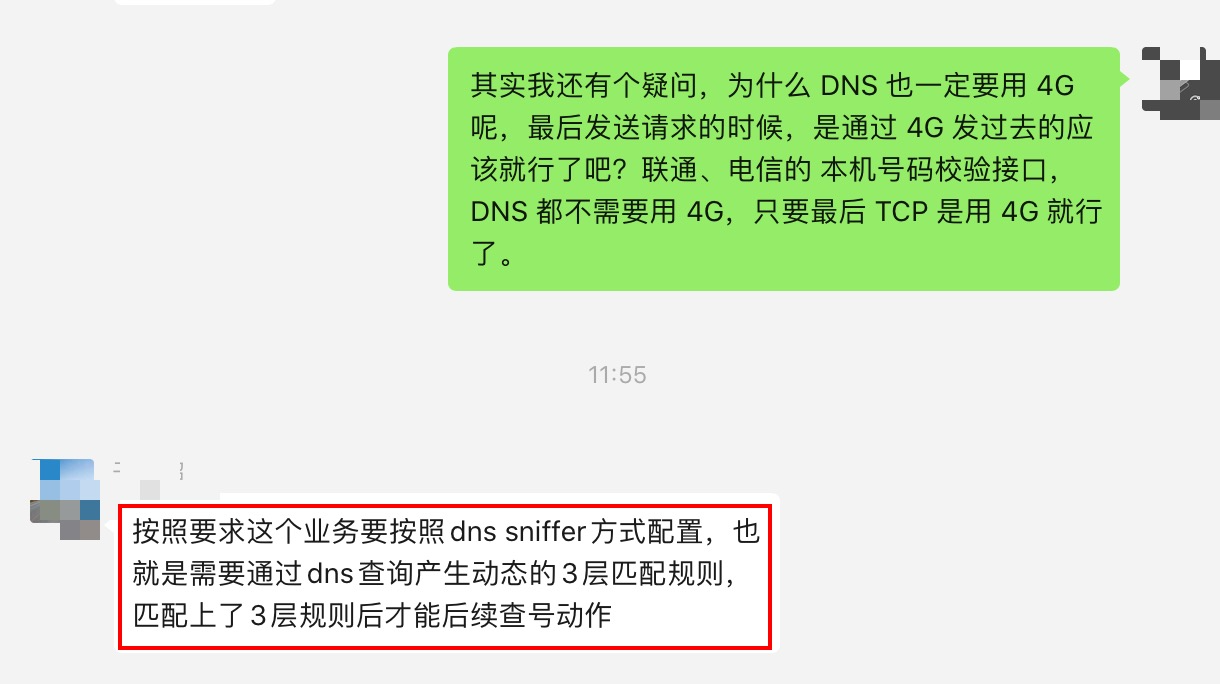 其实我还有个疑问，为什么 DNS 也一定要用 4G
呢，最后发送请求的时候，是通过 4G 发过去的应
该就行了吧？联通、电信的 本机号码校验接口，
DNS 都不需要用 4G，只要最后 TCP 是用 4G 就行
了。
11:55
按照要求这个业务要按照dns sniffer方式配置，也
就是需要通过dns查询产生动态的3层匹配规则，
匹配上了3层规则后才能后续查号动作